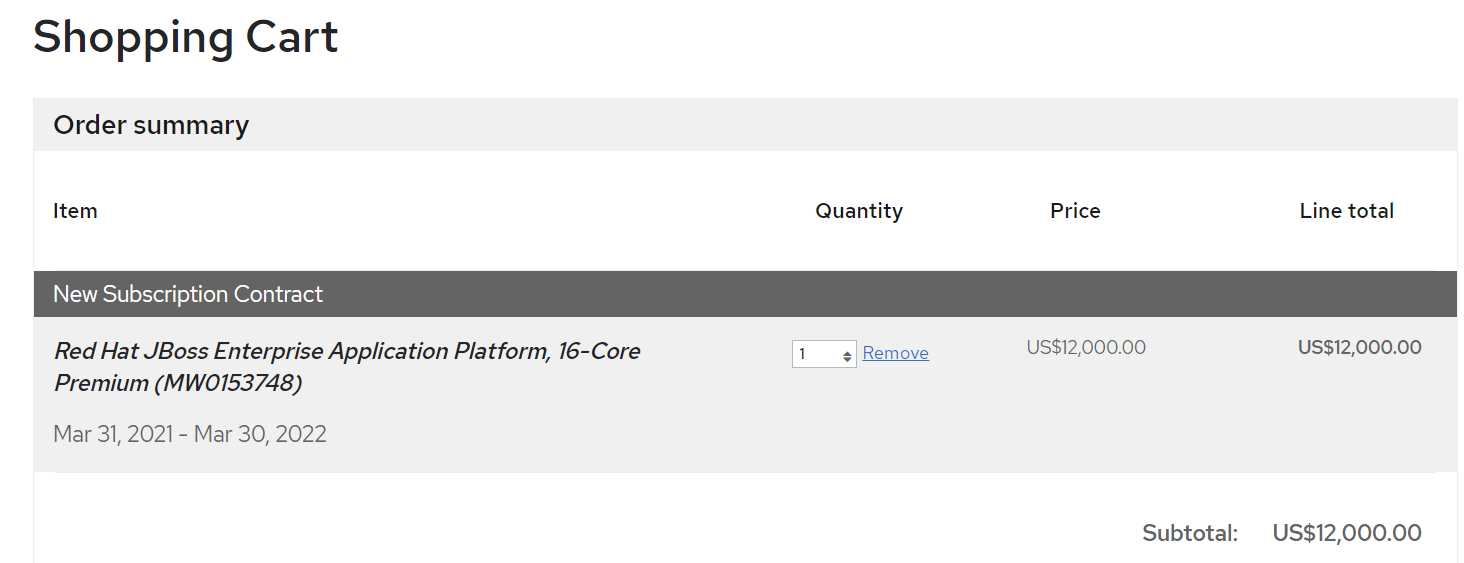 Shopping Cart
Order summary
Item Quantity Price Line total
New Subscription Contract
Red Hat JBoss Enterprise Application Platform, 16-Core 1 Remove US$12,000.00 US$12,000.00
Premium (MW0153748)
Mar 31, 2021 - Mar 30, 2022
Subtotal: US$12,000.00